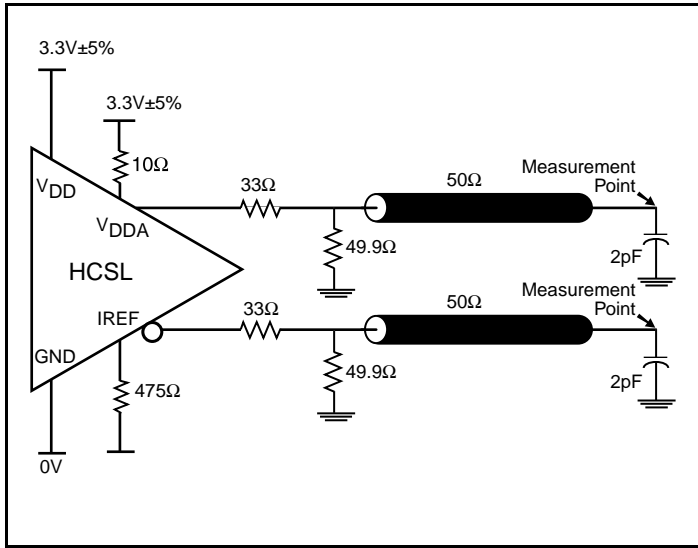 3.3V±5%
3.3V±5%
10Ω
VDD
VDDA
HCSL
IREF
GND
475Ω
0V
33Ω
49.9Ω
50Ω
Measurement
Point
2pF
33Ω
49.9Ω
50Ω
Measurement
Point
2pF